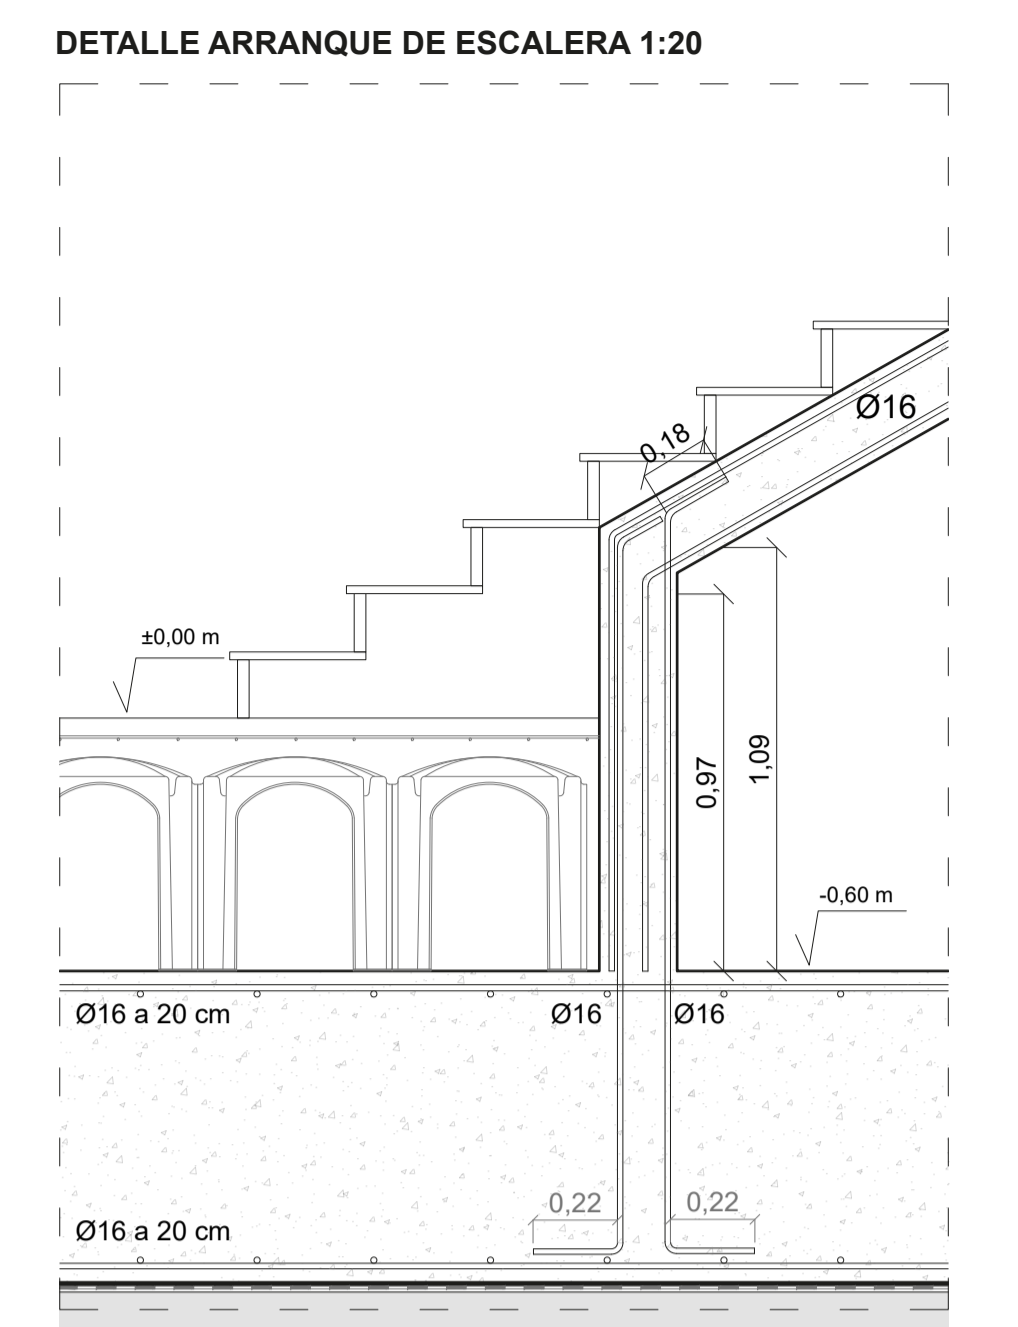 DETALLE ARRANQUE DE ESCALERA 1:20
Ø16
0,18
±0,00 m
0,97
1,09
-0,60 m
Ø16 a 20 cm
Ø16
Ø16
0,22
0,22
Ø16 a 20 cm